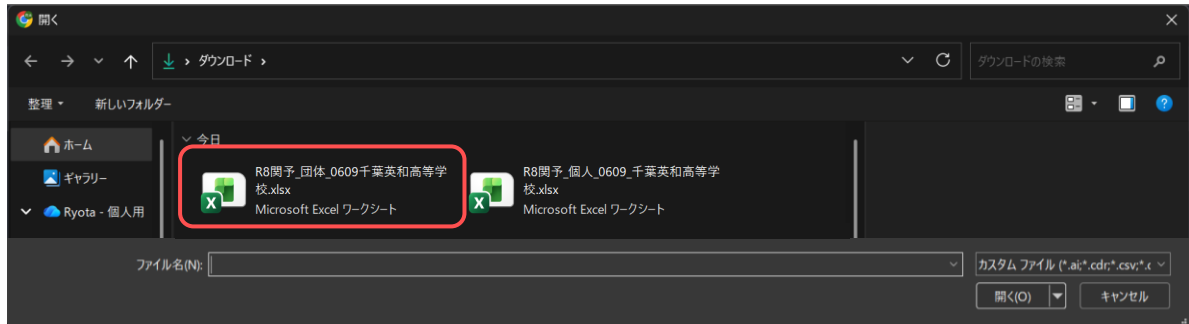 開く
ダウンロード
ダウンロードの検索
整理
新しいフォルダー
ホーム
今日
ギャラリー
Ryota - 個人用
R8関予_団体_0609千葉英和高等学
校.xlsx
Microsoft Excel ワークシート
R8関予_個人_0609_千葉英和高等学
校.xlsx
Microsoft Excel ワークシート
ファイル名(N):
カスタム ファイル (*.ai;*.cdr;*.csv;*.c
開く(O)
キャンセル